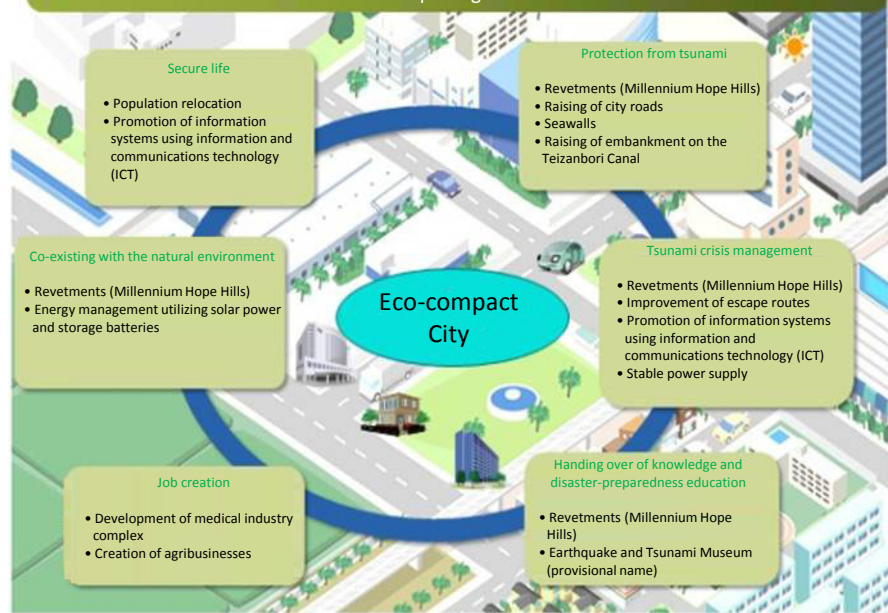 Secure life
• Population relocation
• Promotion of information
systems using information and
communications technology
(ICT)
Protection from tsunami
• Revetments (Millennium Hope Hills)
• Raising of city roads
• Seawalls
• Raising of embankment on the
Teizanbori Canal
Co-existing with the natural environment
• Revetments (Millennium Hope Hills)
• Energy management utilizing solar power
and storage batteries
Eco-compact
City
Tsunami crisis management
• Revetments (Millennium Hope Hills)
• Improvement of escape routes
• Promotion of information systems
using information and
communications technology (ICT)
• Stable power supply
Job creation
• Development of medical industry
complex
• Creation of agribusinesses
Handing over of knowledge and
disaster-preparedness education
• Revetments (Millennium Hope
Hills)
• Earthquake and Tsunami Museum
(provisional name)